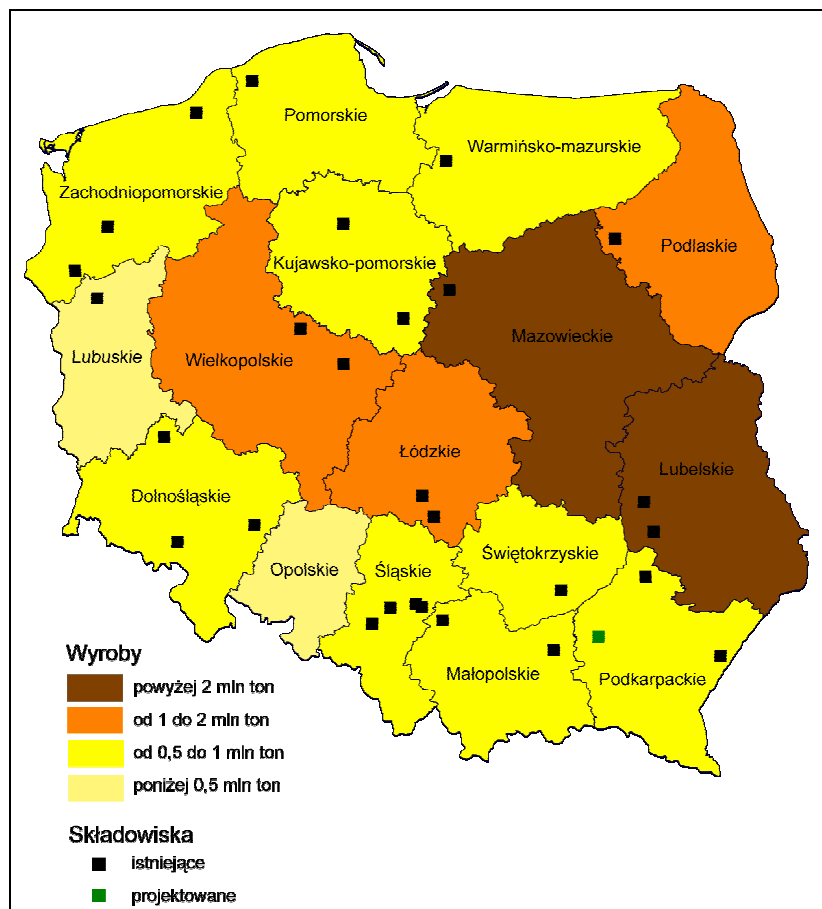 Pomorskie
Warmińsko-mazurskie
Zachodniopomorskie
Podlaskie
Kujawsko-pomorskie
Mazowieckie
Lubuskie
Wielkopolskie
Łódzkie
Lubelskie
Dolnośląskie
Świętokrzyskie
Opolskie
Śląskie
Małopolskie
Podkarpackie
Wyroby
powyżej 2 mln ton
od 1 do 2 mln ton
od 0,5 do 1 mln ton
poniżej 0,5 mln ton
Składowiska
istniejące
projektowane